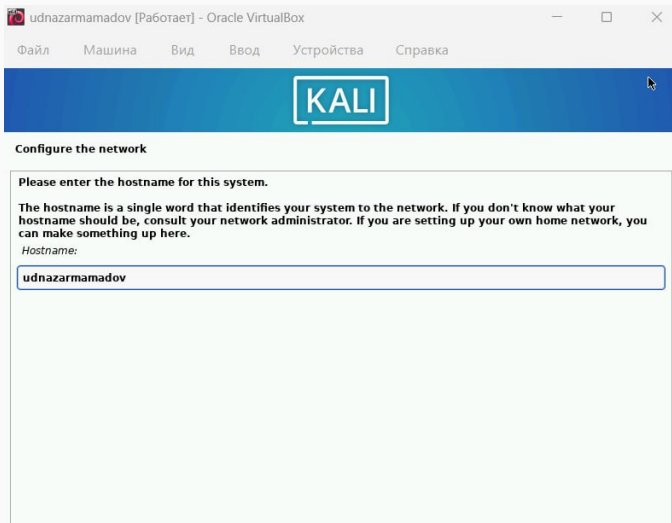 udnazarmamadov [Работает] - Oracle VirtualBox
Файл Машина Вид Ввод Устройства Справка
KALI
Configure the network
Please enter the hostname for this system.
The hostname is a single word that identifies your system to the network. If you don't know what your
hostname should be, consult your network administrator. If you are setting up your own home network, you
can make something up here.
Hostname:
udnazarmamadov